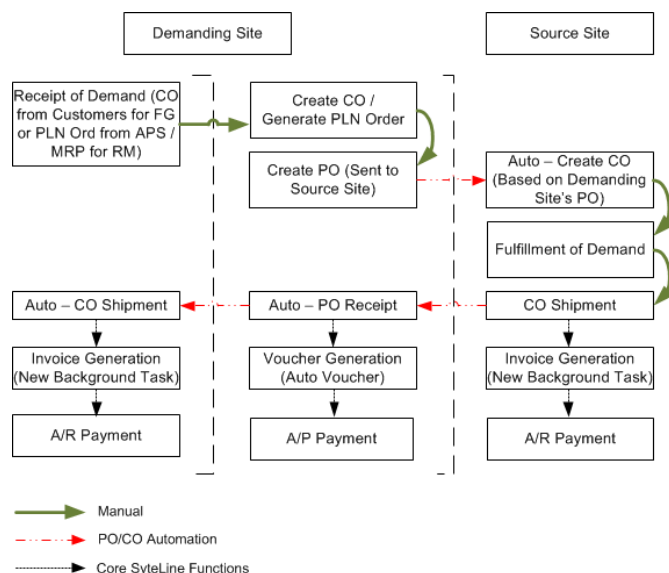 Demanding Site
Source Site
Receipt of Demand (CO
from Customers for FG
or PLN Ord from APS /
MRP for RM)
Create CO /
Generate PLN Order
Create PO (Sent to
Source Site)
Auto – Create CO
(Based on Demanding
Site's PO)
Fulfillment of Demand
Auto – CO Shipment
Auto – PO Receipt
CO Shipment
Invoice Generation
(New Background Task)
Voucher Generation
(Auto Voucher)
Invoice Generation
(New Background Task)
A/R Payment
A/P Payment
A/R Payment
Manual
PO/CO Automation
Core SyteLine Functions